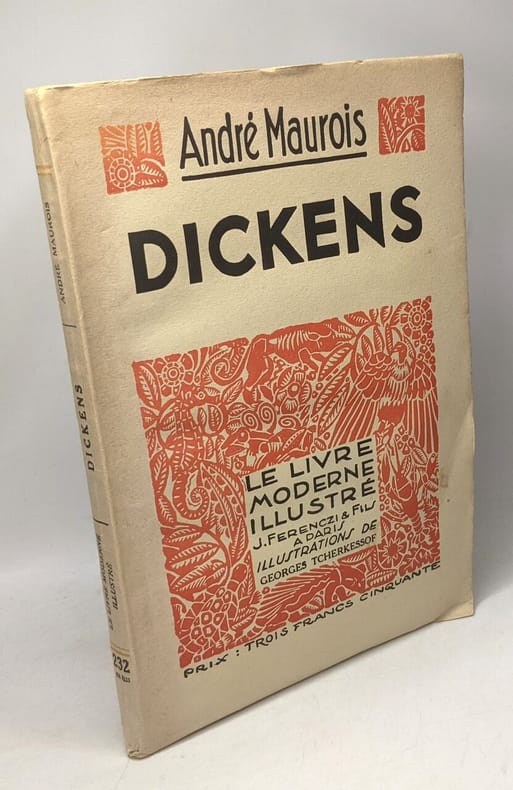 André Maurois
DICKENS
LE LIVRE
MODERNE
ILLUSTRÉ
J. FERENCZI & FILS
A PARIS
ILLUSTRATIONS DE
GEORGES TCHERKESSOF
PRIX : TROIS FRANCS CINQUANTE
ANDRÉ MAUROIS
DICKENS
LE LIVRE MODERNE
ILLUSTRÉ
232